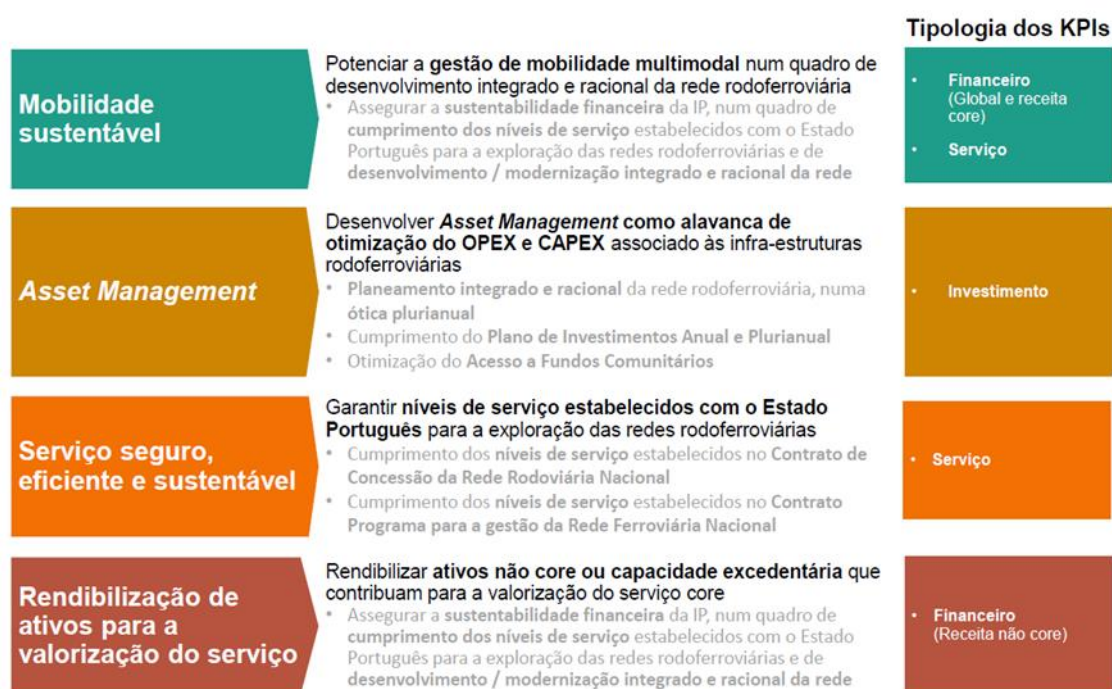 Tipologia dos KPIs
Mobilidade
sustentável
Potenciar a gestão de mobilidade multimodal num quadro de
desenvolvimento integrado e racional da rede rodoferroviária
• Assegurar a sustentabilidade financeira da IP, num quadro de
cumprimento dos níveis de serviço estabelecidos com o Estado
Português para a exploração das redes rodoferroviárias e de
desenvolvimento / modernização integrado e racional da rede
• Financeiro
(Global e receita
core)
• Serviço
Asset Management
Desenvolver Asset Management como alavanca de
otimização do OPEX e CAPEX associado às infra-estruturas
rodoferroviárias
• Planeamento integrado e racional da rede rodoferroviária, numa
ótica plurianual
• Cumprimento do Plano de Investimentos Anual e Plurianual
• Otimização do Acesso a Fundos Comunitários
• Investimento
Serviço seguro,
eficiente e sustentável
Garantir níveis de serviço estabelecidos com o Estado
Português para a exploração das redes rodoferroviárias
• Cumprimento dos níveis de serviço estabelecidos no Contrato de
Concessão da Rede Rodoviária Nacional
• Cumprimento dos níveis de serviço estabelecidos no Contrato
Programa para a gestão da Rede Ferroviária Nacional
• Serviço
Rendibilização de
ativos para a
valorização do serviço
Rendibilizar ativos não core ou capacidade excedentária que
contribuam para a valorização do serviço core
• Assegurar a sustentabilidade financeira da IP, num quadro de
cumprimento dos níveis de serviço estabelecidos com o Estado
Português para a exploração das redes rodoferroviárias e de
desenvolvimento / modernização integrado e racional da rede
• Financeiro
(Receita não core)